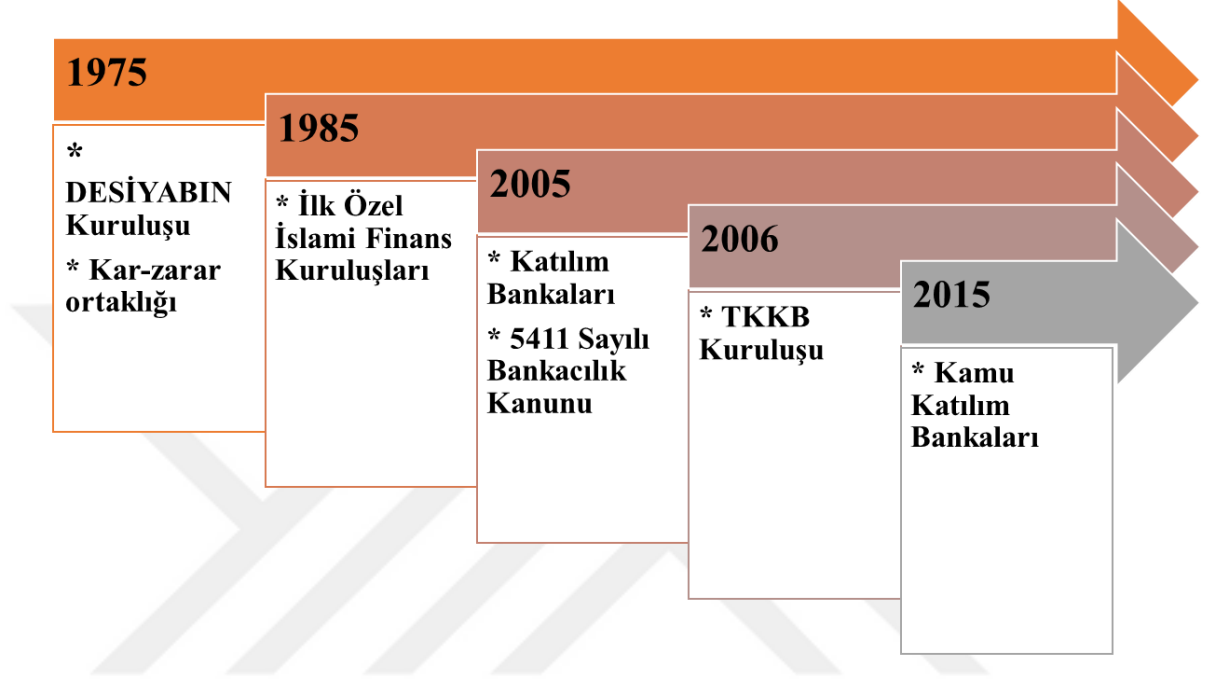 1975
*
DESİYABIN
Kuruluşu
* Kar-zarar
ortaklığı
1985
* İlk Özel
İslami Finans
Kuruluşları
2005
* Katılım
Bankaları
* 5411 Sayılı
Bankacılık
Kanunu
2006
* TKKB
Kuruluşu
2015
* Kamu
Katılım
Bankaları